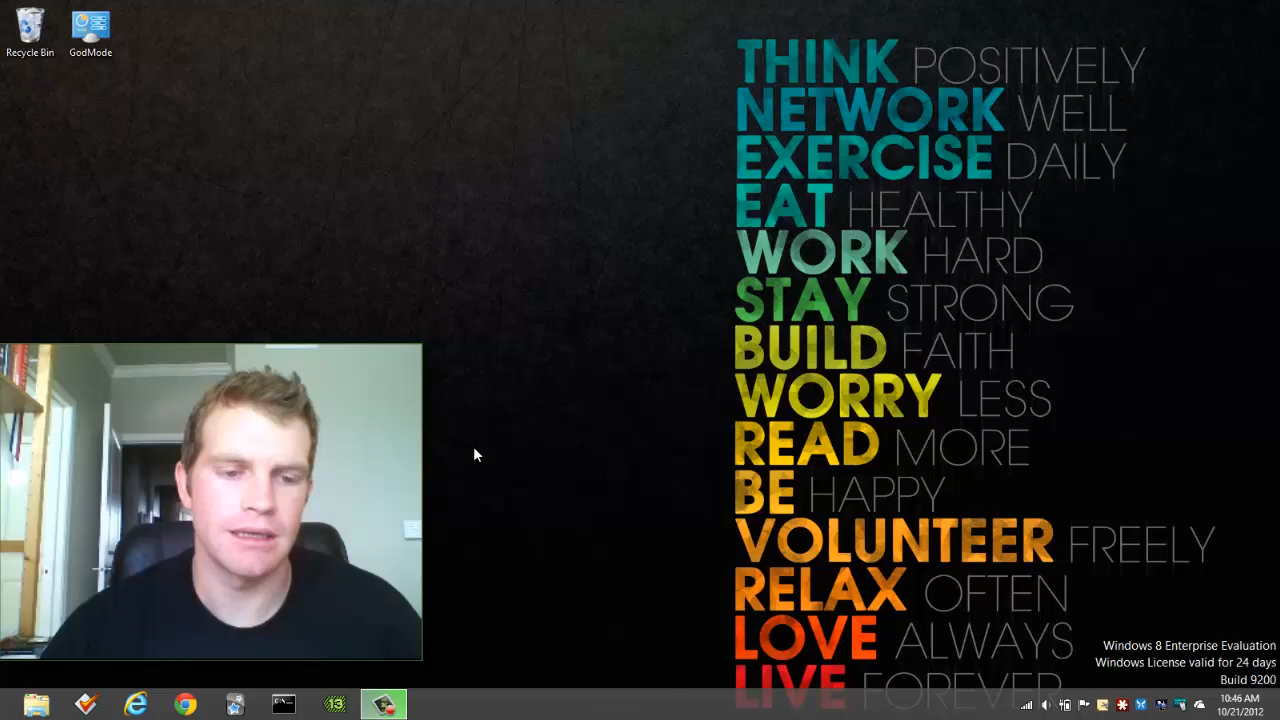 Recycle Bin
GodMode
THINK POSITIVELY
NETWORK WELL
EXERCISE DAILY
EAT HEALTHY
WORK HARD
STAY STRONG
BUILD FAITH
WORRY LESS
READ MORE
BE HAPPY
VOLUNTEER FREELY
RELAX OFTEN
LOVE ALWAYS
LIVE FOREVER
Windows 8 Enterprise Evaluation
Windows License valid for 24 days
Build 9200
13
10:46 AM
10/21/2012